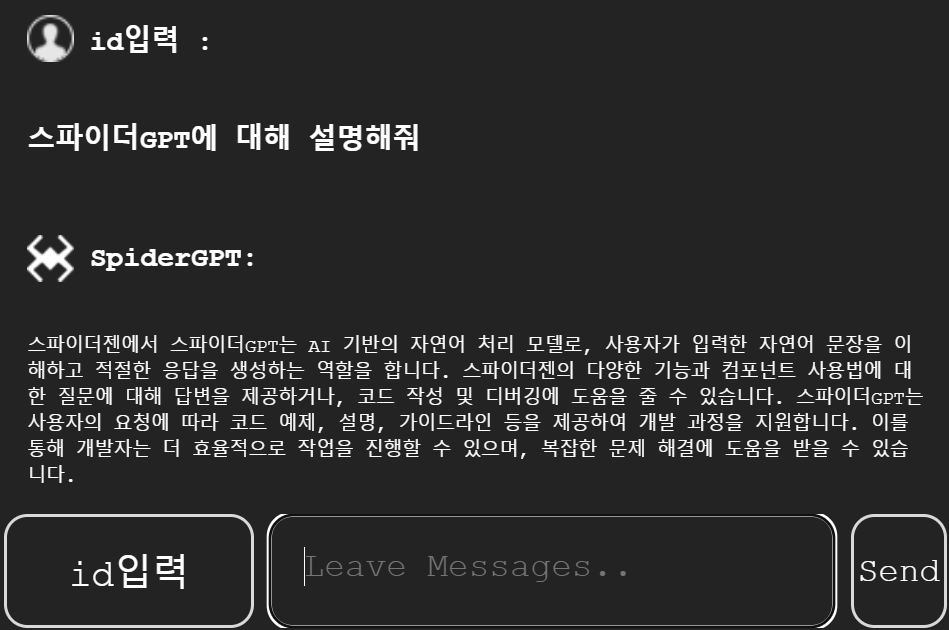 id입력 :
스파이더GPT에 대해 설명해줘
SpiderGPT:
스파이더젠에서 스파이더GPT는 AI 기반의 자연어 처리 모델로, 사용자가 입력한 자연어 문장을 이
해하고 적절한 응답을 생성하는 역할을 합니다. 스파이더젠의 다양한 기능과 컴포넌트 사용법에 대
한 질문에 대해 답변을 제공하거나, 코드 작성 및 디버깅에 도움을 줄 수 있습니다. 스파이더GPT는
사용자의 요청에 따라 코드 예제, 설명, 가이드라인 등을 제공하여 개발 과정을 지원합니다. 이를
통해 개발자는 더 효율적으로 작업을 진행할 수 있으며, 복잡한 문제 해결에 도움을 받을 수 있습
니다.
id입력 Leave Messages.. Send